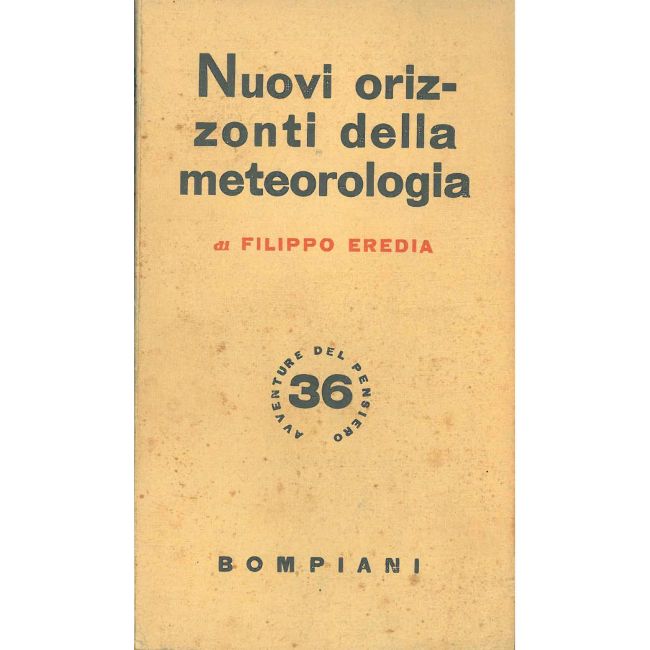 Nuovi oriz-
zonti della
meteorologia
di FILIPPO EREDIA
AVVENTURE DEL PENSIERO
36
BOMPIANI